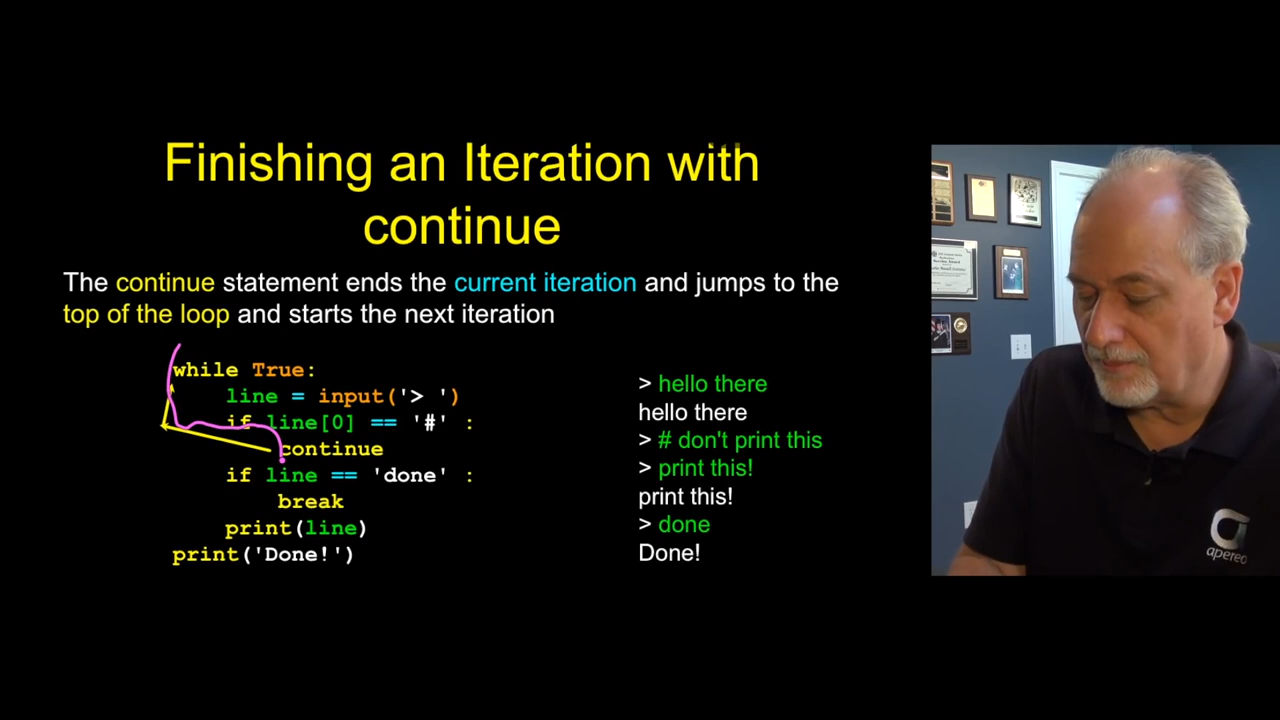 Finishing an Iteration with
continue
The continue statement ends the current iteration and jumps to the
top of the loop and starts the next iteration
while True:
    line = input('> ')
    if line[0] == '#' :
        continue
    if line == 'done' :
        break
    print(line)
print('Done!')
> hello there
hello there
> # don't print this
> print this!
print this!
> done
Done!
apereo